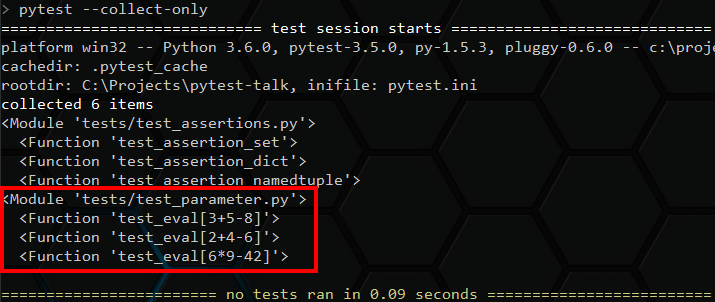 > pytest --collect-only
============================= test session starts =============================
platform win32 -- Python 3.6.0, pytest-3.5.0, py-1.5.3, pluggy-0.6.0 -- c:\proj
cachedir: .pytest_cache
rootdir: C:\Projects\pytest-talk, inifile: pytest.ini
collected 6 items
<Module 'tests/test_assertions.py'>
  <Function 'test_assertion_set'>
  <Function 'test_assertion_dict'>
  <Function 'test_assertion_namedtuple'>
<Module 'tests/test_parameter.py'>
  <Function 'test_eval[3+5-8]'>
  <Function 'test_eval[2+4-6]'>
  <Function 'test_eval[6*9-42]'>
======================== no tests ran in 0.09 seconds =========================